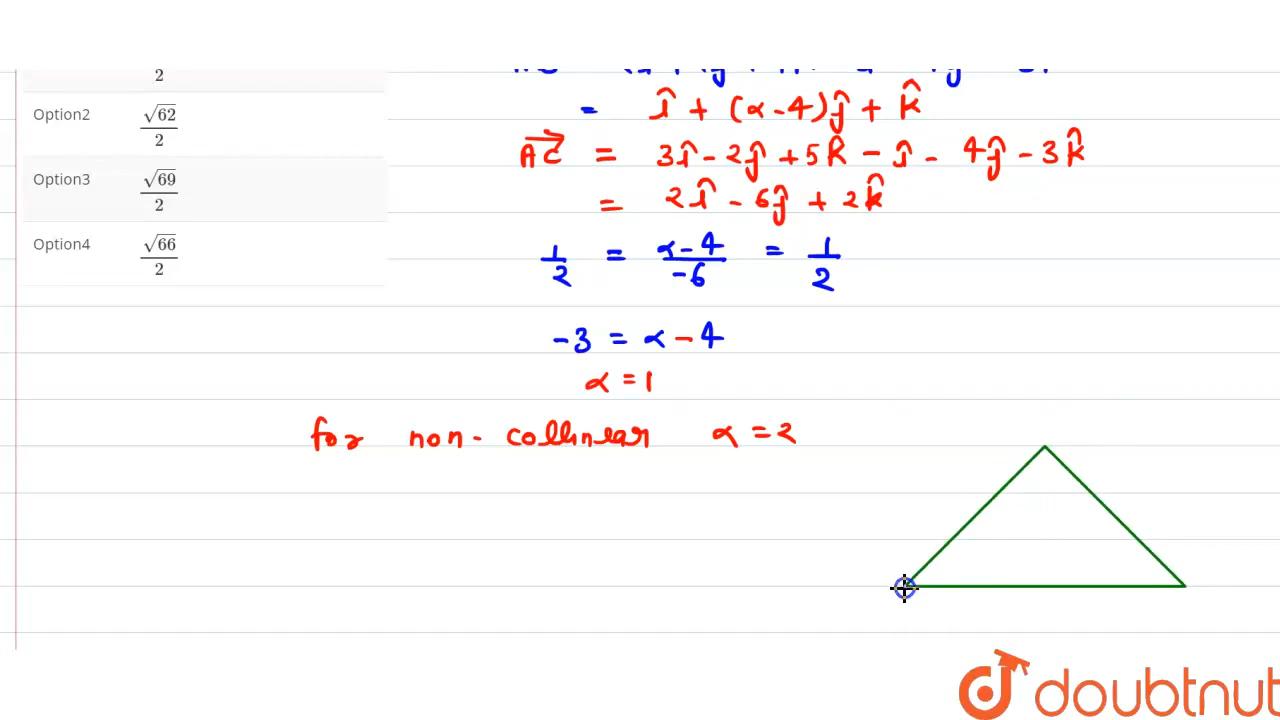 2
Option2 √62/2
Option3 √69/2
Option4 √66/2
= î + (α - 4)ĵ + k̂
AC⃗ = 3î - 2ĵ + 5k̂ - î - 4ĵ - 3k̂
= 2î - 6ĵ + 2k̂
1/2 = α - 4/-6 = 1/2
-3 = α - 4
α = 1
for non- collinear α = 2
doubtnut